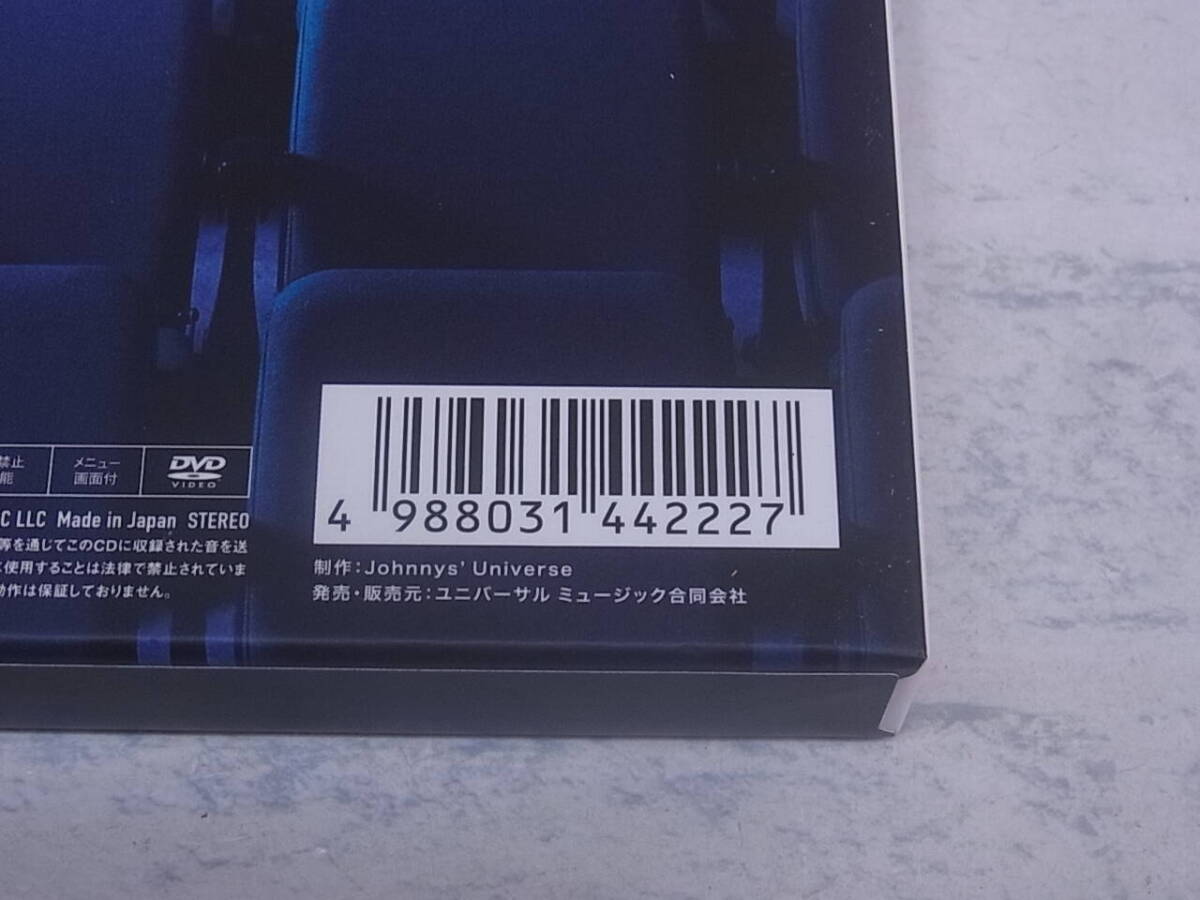 禁止
能
メニュー
画面付
DVD
VIDEO
C LLC Made in Japan STEREO
等を通じてこのCDに収録された音を送
使用することは法律で禁止されていま
動作は保証しておりません。
4 988031 442227
制作：Johnnys' Universe
発売・販売元：ユニバーサル ミュージック合同会社